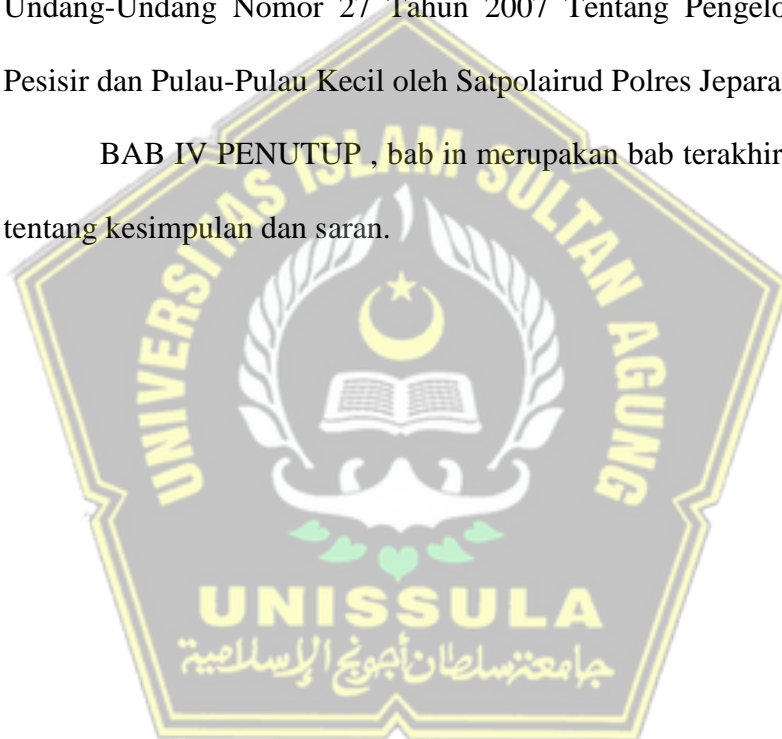 Undang-Undang Nomor 27 Tahun 2007 Tentang Pengelo
Pesisir dan Pulau-Pulau Kecil oleh Satpolairud Polres Jepara
BAB IV PENUTUP , bab in merupakan bab terakhir
tentang kesimpulan dan saran.
UNIVERSITAS ISLAM SULTAN AGUNG
UNISSULA
جامعة سلطان أجونج الإسلامية